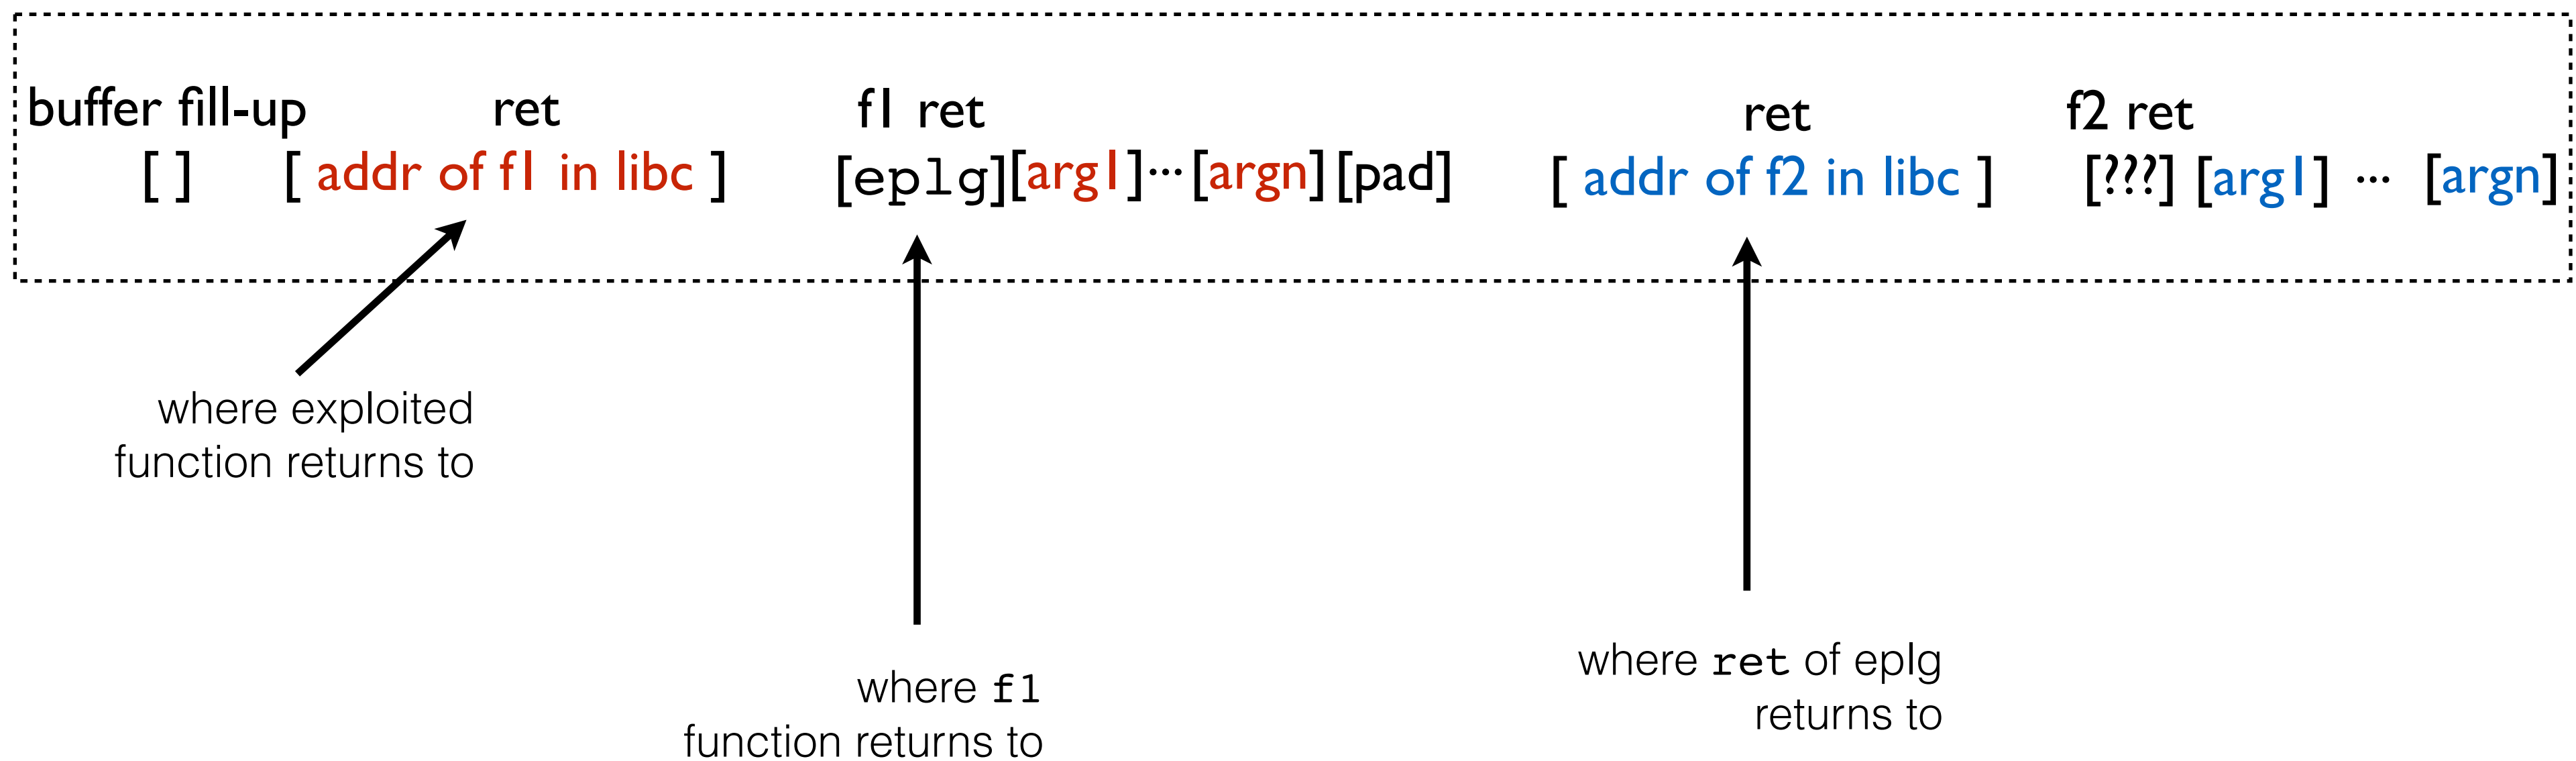 buffer fill-up ret f1 ret ret f2 ret
[ ] [ addr of f1 in libc ] [eplg][arg1]...[argn][pad] [ addr of f2 in libc ] [???] [arg1] ... [argn]
where exploited
function returns to
where f1
function returns to
where ret of eplg
returns to